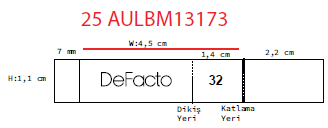 25 AULBM13173
W:4,5 cm
7 mm
1,4 cm
2,2 cm
H:1,1 cm
DeFacto
32
Dikiş Yeri
Katlama Yeri